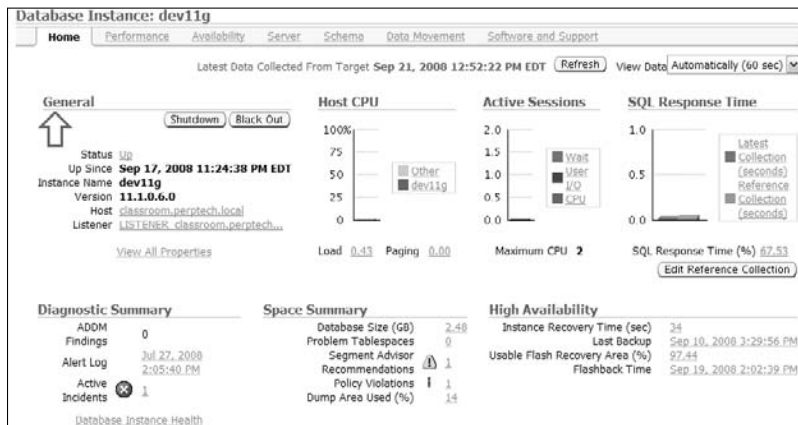 Database Instance: dev11g
Home Performance Availability Server Schema Data Movement Software and Support
Latest Data Collected From Target Sep 21, 2008 12:52:22 PM EDT Refresh View Data Automatically (60 sec)
General
Shutdown Black Out
Status Up
Up Since Sep 17, 2008 11:24:38 PM EDT
Instance Name dev11g
Version 11.1.0.6.0
Host classroom.perptech.local
Listener LISTENER_classroom.perptech...
View All Properties
Host CPU
100%
75
50
25
0
Other
dev11g
Load 0.43 Paging 0.00
Active Sessions
2.0
1.5
1.0
0.5
0.0
Wait
User
I/O
CPU
Maximum CPU 2
SQL Response Time
1.0
0.0
Latest
Collection
(seconds)
Reference
Collection
(seconds)
SQL Response Time (%) 67.53
Edit Reference Collection
Diagnostic Summary
ADDM
Findings 0
Alert Log Jul 27, 2008
2:05:40 PM
Active
Incidents 1
Database Instance Health
Space Summary
Database Size (GB) 2.48
Problem Tablespaces 0
Segment Advisor
Recommendations 1
Policy Violations 1
Dump Area Used (%) 14
High Availability
Instance Recovery Time (sec) 34
Last Backup Sep 10, 2008 3:29:56 PM
Usable Flash Recovery Area (%) 97.44
Flashback Time Sep 19, 2008 2:02:39 PM